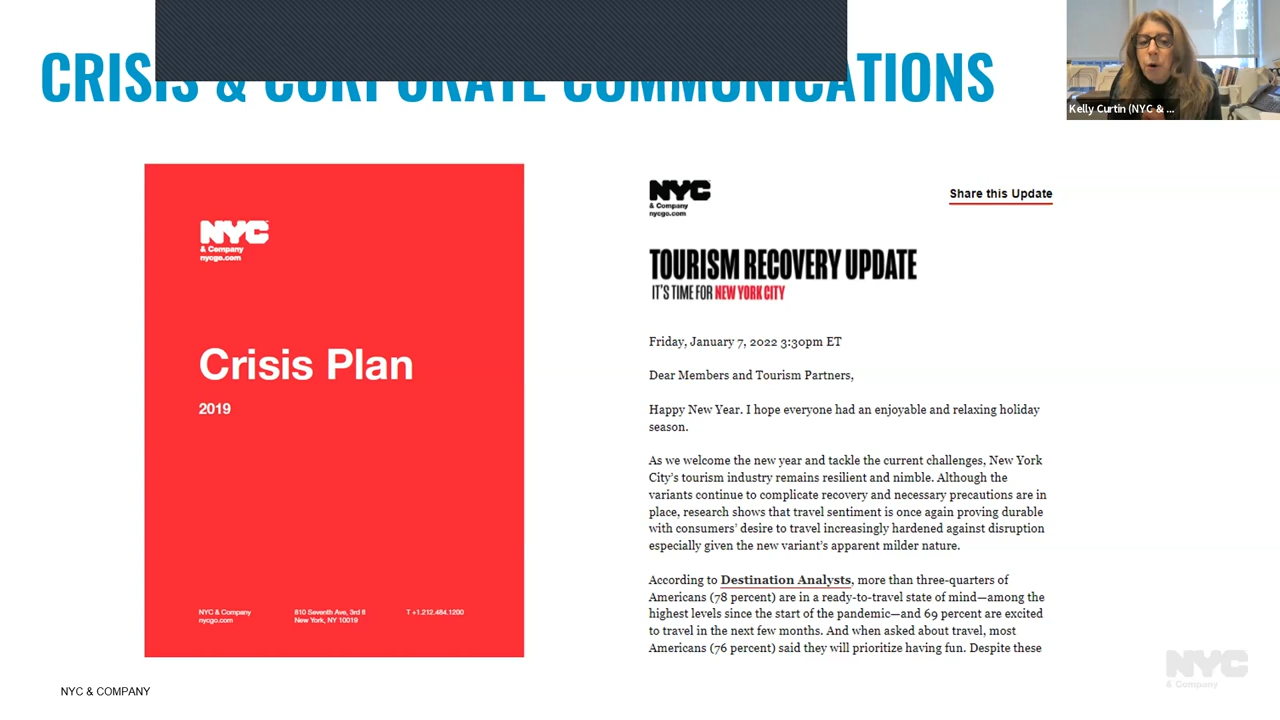 CRISIS & CORPORATE COMMUNICATIONS
Kelly Curtin (NYC & ...
NYC
& Company
nycgo.com
Crisis Plan
2019
NYC & Company
nycgo.com
810 Seventh Ave, 3rd fl
New York, NY 10019
T +1.212.484.1200
NYC
& Company
nycgo.com
Share this Update
TOURISM RECOVERY UPDATE
IT'S TIME FOR NEW YORK CITY
Friday, January 7, 2022 3:30pm ET
Dear Members and Tourism Partners,
Happy New Year. I hope everyone had an enjoyable and relaxing holiday
season.
As we welcome the new year and tackle the current challenges, New York
City's tourism industry remains resilient and nimble. Although the
variants continue to complicate recovery and necessary precautions are in
place, research shows that travel sentiment is once again proving durable
with consumers' desire to travel increasingly hardened against disruption
especially given the new variant's apparent milder nature.
According to Destination Analysts, more than three-quarters of
Americans (78 percent) are in a ready-to-travel state of mind—among the
highest levels since the start of the pandemic—and 69 percent are excited
to travel in the next few months. And when asked about travel, most
Americans (76 percent) said they will prioritize having fun. Despite these
NYC & COMPANY
NYC
& Company